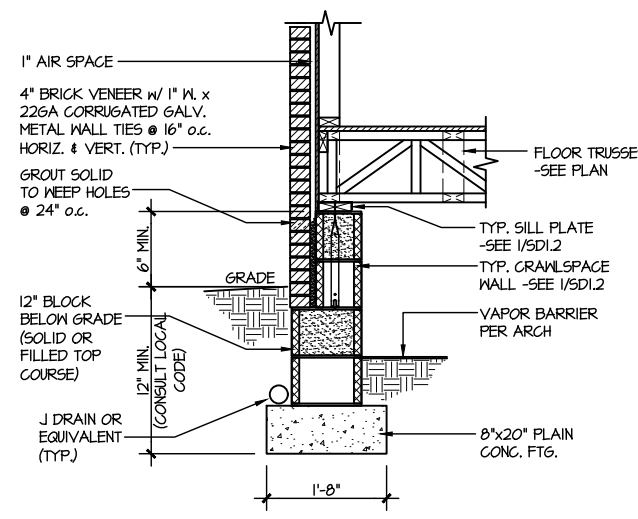 1" AIR SPACE
4" BRICK VENEER w/ 1" W. x
22GA CORRUGATED GALV.
METAL WALL TIES @ 16" o.c.
HORIZ. & VERT. (TYP.)
GROUT SOLID
TO WEEP HOLES
@ 24" o.c.
6" MIN.
GRADE
12" BLOCK
BELOW GRADE
(SOLID OR
FILLED TOP
COURSE)
12" MIN.
(CONSULT LOCAL
CODE)
J DRAIN OR
EQUIVALENT
(TYP.)
1'-8"
FLOOR TRUSSE
-SEE PLAN
TYP. SILL PLATE
-SEE 1/SD1.2
TYP. CRAWLSPACE
WALL -SEE 1/SD1.2
VAPOR BARRIER
PER ARCH
8"x20" PLAIN
CONC. FTG.